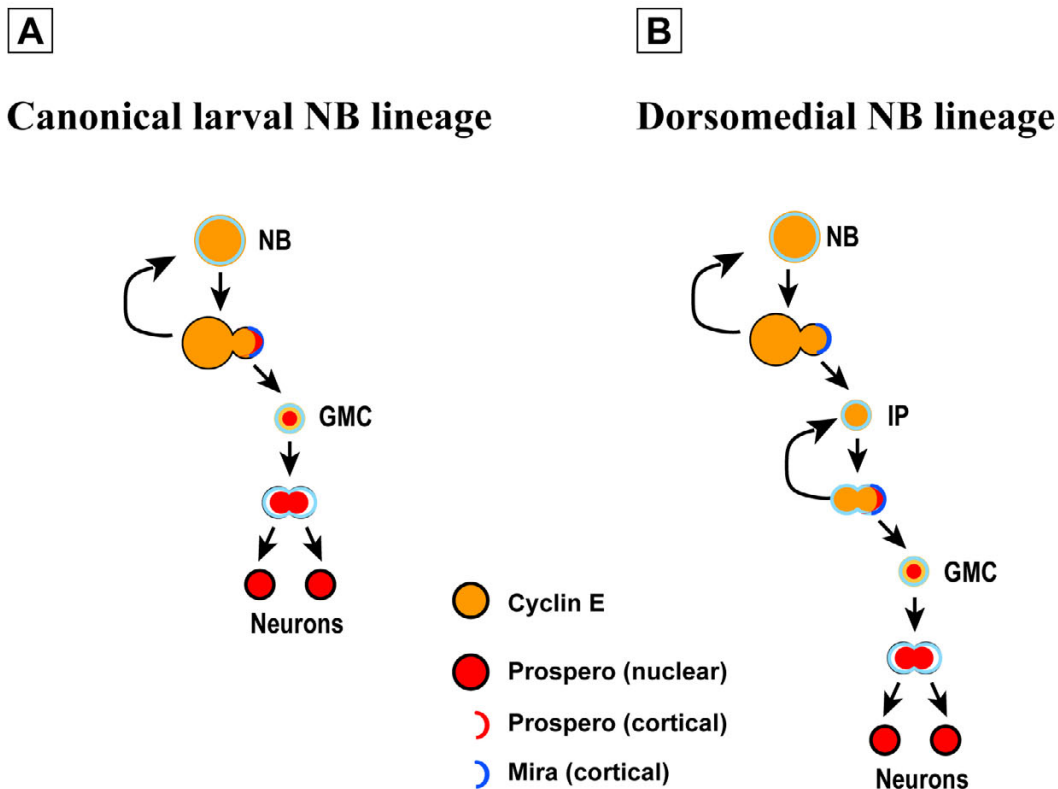 A
Canonical larval NB lineage
NB
GMC
Neurons
B
Dorsomedial NB lineage
NB
IP
GMC
Neurons
Cyclin E
Prospero (nuclear)
Prospero (cortical)
Mira (cortical)